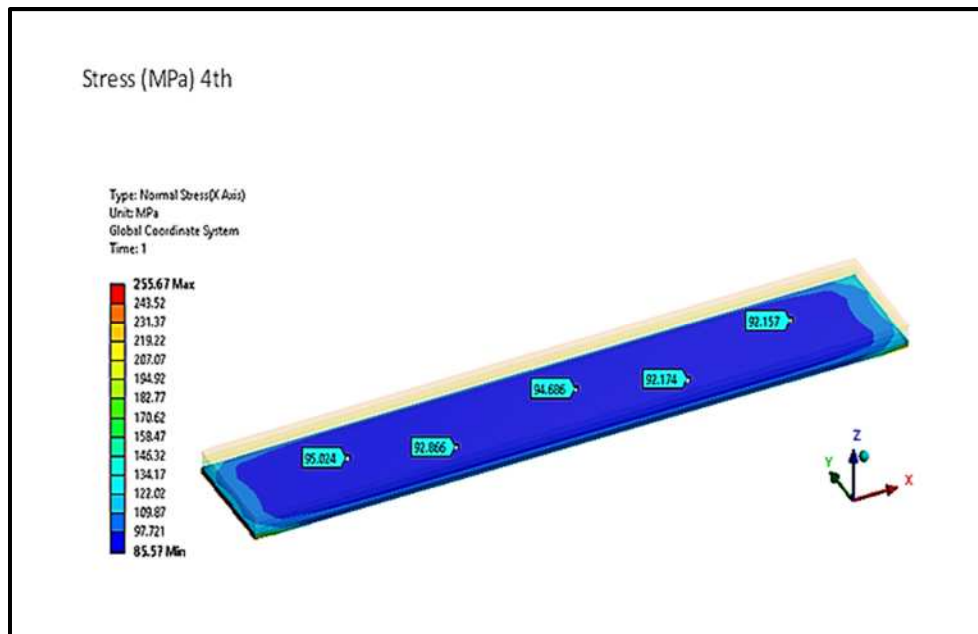 Stress (MPa) 4th
Type: Normal Stress(X Axis)
Unit: MPa
Global Coordinate System
Time: 1
255.67 Max
243.52
231.37
219.22
207.07
194.92
182.77
170.62
158.47
146.32
134.17
122.02
109.87
97.721
85.57 Min
92.157
94.686
92.174
92.866
95.024
Z
Y
X